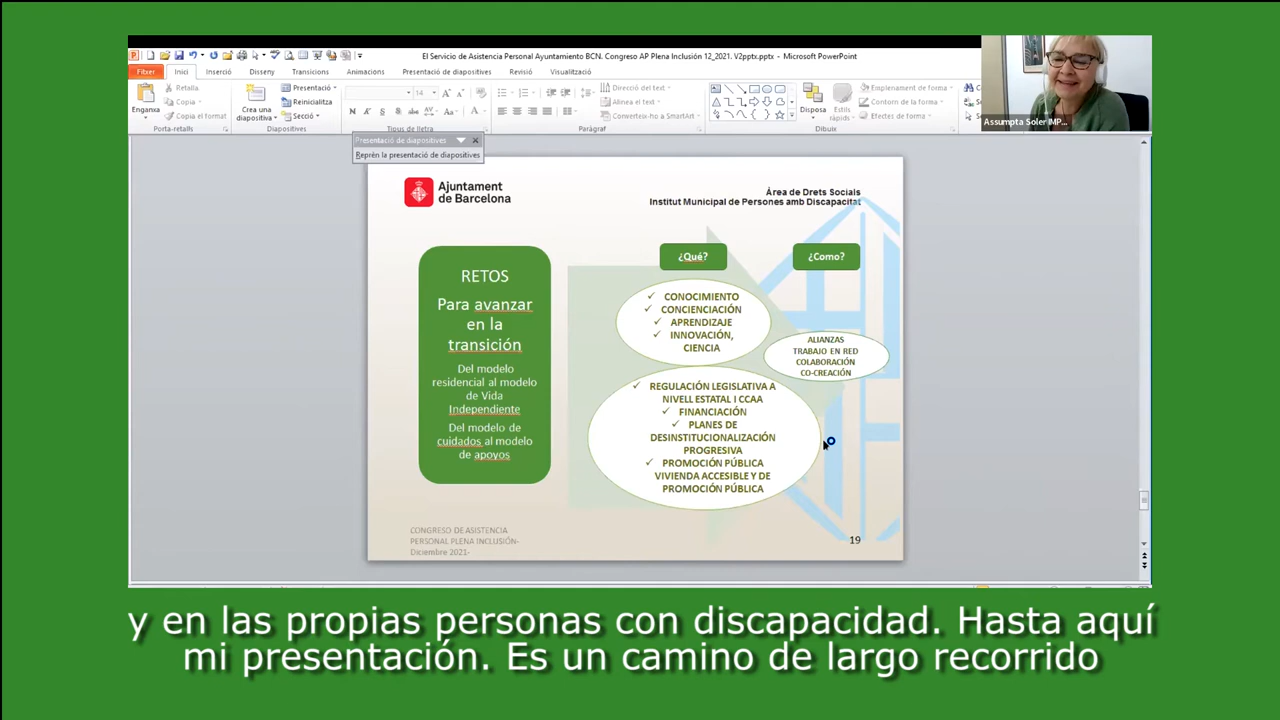 El Servicio de Asistencia Personal Ayuntamiento BCN. Congreso AP Plena Inclusión 12_2021. V2pptx.pptx - Microsoft PowerPoint
Fitxer Inici Inserció Disseny Transicions Animacions Presentació de diapositives Revisió Visualització
Enganxa
Retalla
Copia
Copia el format
Porta-retalls
Crea una
diapositiva
Presentació
Reinicialitza
Secció
Diapositives
Tipus de lletra
Direcció del text
Alinea el text
Converteix-ho a SmartArt
Paràgraf
Disposa
Estils
ràpids
Emplenament de forma
Contorn de forma
Efectes de forma
Dibuix
Assumpta Soler IMP...
Presentació de diapositives
Reprèn la presentació de diapositives
Ajuntament
de Barcelona
Àrea de Drets Socials
Institut Municipal de Persones amb Discapacitat
RETOS
Para avanzar
en la
transición
Del modelo
residencial al modelo
de Vida
Independiente
Del modelo de
cuidados al modelo
de apoyos
¿Qué?
CONOCIMIENTO
CONCIENCIACIÓN
APRENDIZAJE
INNOVACIÓN,
CIENCIA
REGULACIÓN LEGISLATIVA A
NIVELL ESTATAL I CCAA
FINANCIACIÓN
PLANES DE
DESINSTITUCIONALIZACIÓN
PROGRESIVA
PROMOCIÓN PÚBLICA
VIVIENDA ACCESIBLE Y DE
PROMOCIÓN PÚBLICA
¿Como?
ALIANZAS
TRABAJO EN RED
COLABORACIÓN
CO-CREACIÓN
CONGRESO DE ASISTENCIA
PERSONAL PLENA INCLUSIÓN-
Diciembre 2021-
19
y en las propias personas con discapacidad. Hasta aquí
mi presentación. Es un camino de largo recorrido